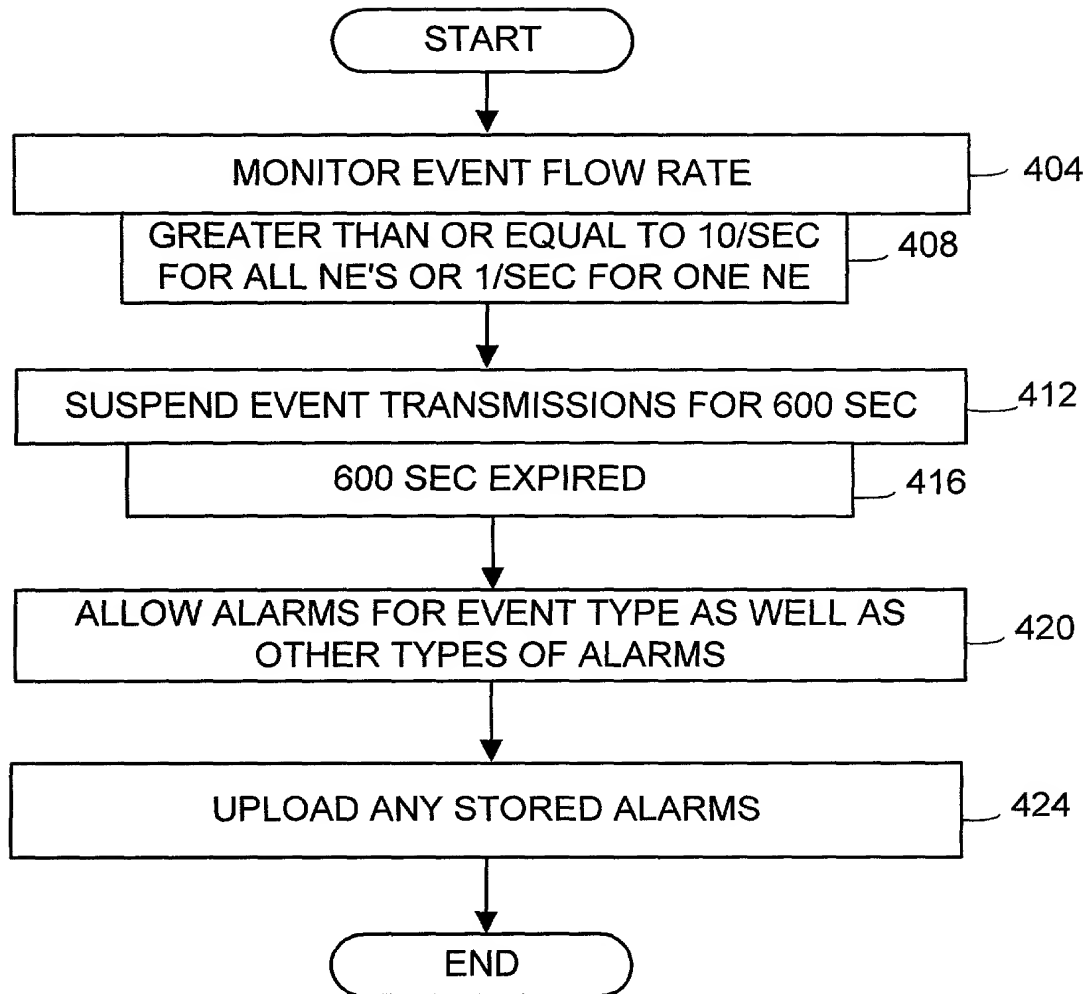 START
MONITOR EVENT FLOW RATE
404
GREATER THAN OR EQUAL TO 10/SEC
FOR ALL NE'S OR 1/SEC FOR ONE NE
408
SUSPEND EVENT TRANSMISSIONS FOR 600 SEC
412
600 SEC EXPIRED
416
ALLOW ALARMS FOR EVENT TYPE AS WELL AS
OTHER TYPES OF ALARMS
420
UPLOAD ANY STORED ALARMS
424
END